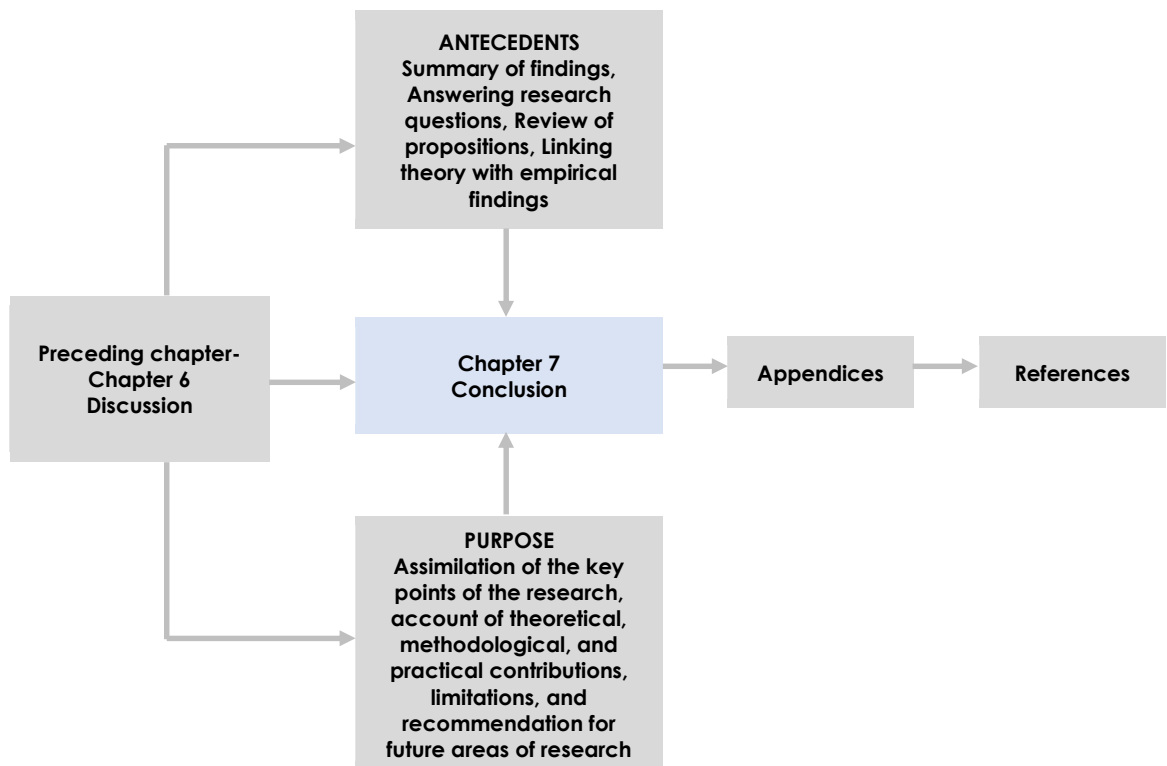 ANTECEDENTS
Summary of findings,
Answering research
questions, Review of
propositions, Linking
theory with empirical
findings
Preceding chapter-
Chapter 6
Discussion
Chapter 7
Conclusion
Appendices
References
PURPOSE
Assimilation of the key
points of the research,
account of theoretical,
methodological, and
practical contributions,
limitations, and
recommendation for
future areas of research